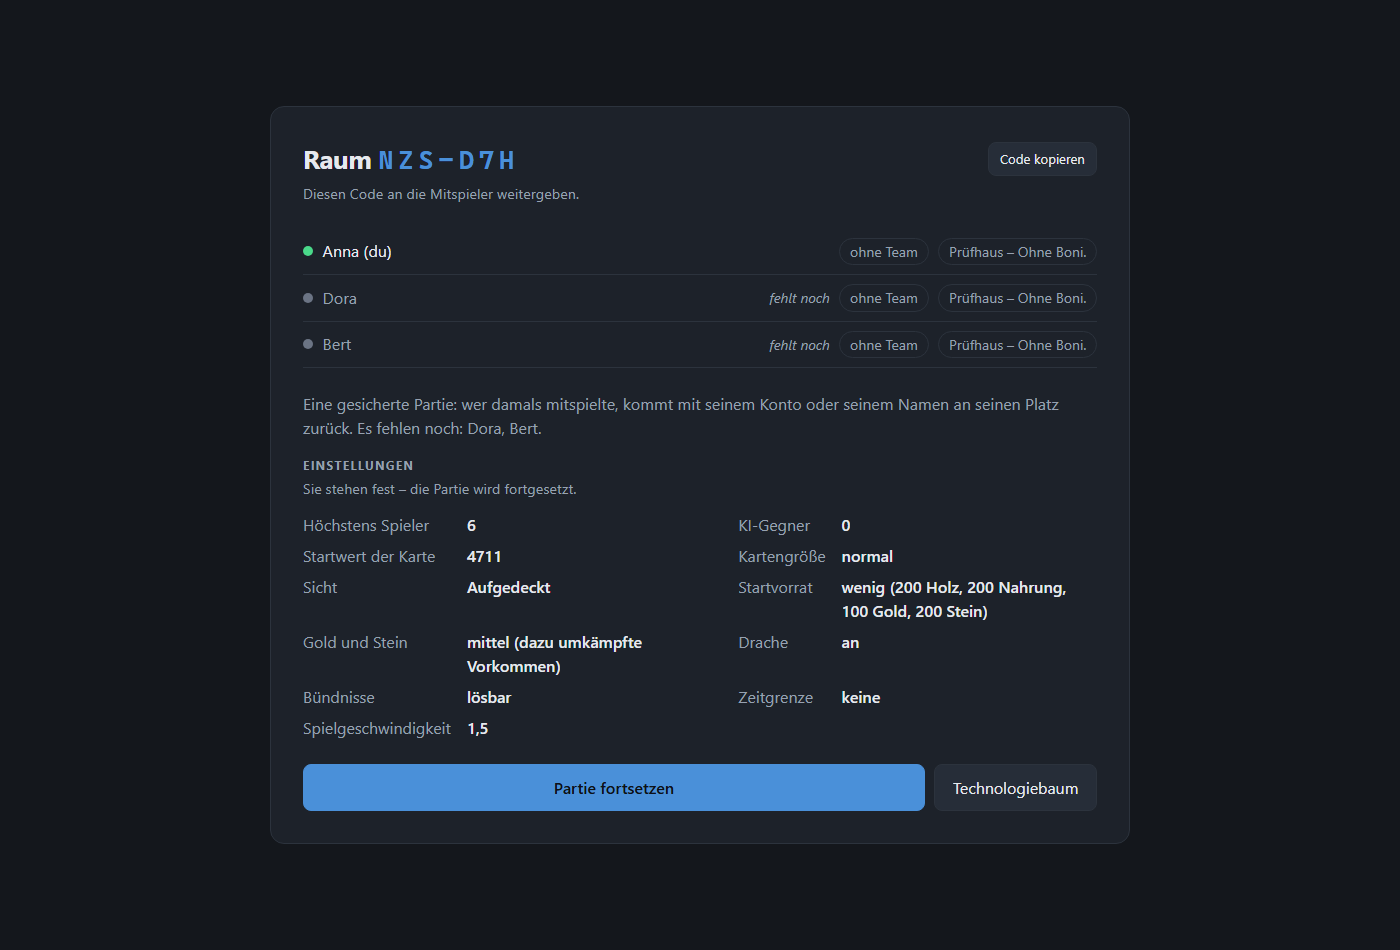 Raum NZS-D7H
Code kopieren
Diesen Code an die Mitspieler weitergeben.
Anna (du) ohne Team Prüfhaus – Ohne Boni.
Dora fehlt noch ohne Team Prüfhaus – Ohne Boni.
Bert fehlt noch ohne Team Prüfhaus – Ohne Boni.
Eine gesicherte Partie: wer damals mitspielte, kommt mit seinem Konto oder seinem Namen an seinen Platz
zurück. Es fehlen noch: Dora, Bert.
EINSTELLUNGEN
Sie stehen fest – die Partie wird fortgesetzt.
Höchstens Spieler 6 KI-Gegner 0
Startwert der Karte 4711 Kartengröße normal
Sicht Aufgedeckt Startvorrat wenig (200 Holz, 200 Nahrung,
100 Gold, 200 Stein)
Gold und Stein mittel (dazu umkämpfte Drache an
Vorkommen)
Bündnisse lösbar Zeitgrenze keine
Spielgeschwindigkeit 1,5
Partie fortsetzen Technologiebaum